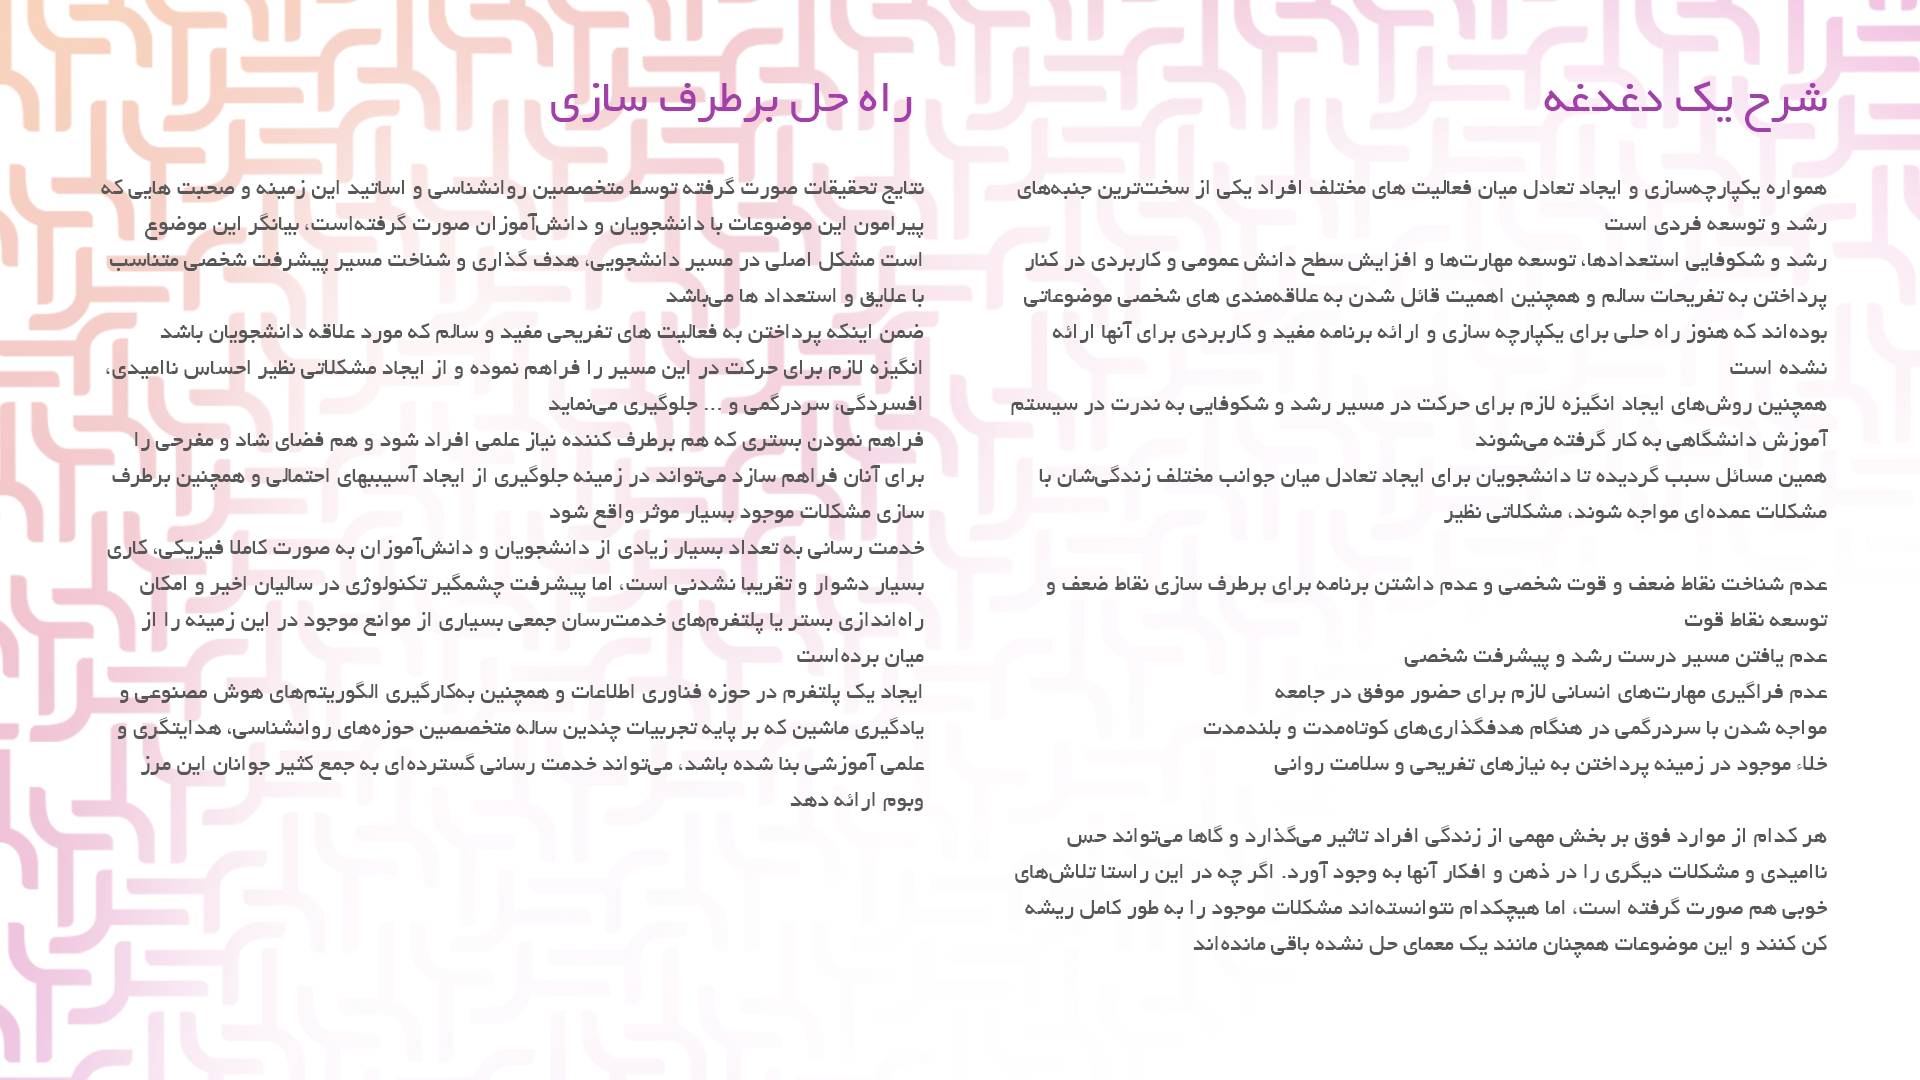 شرح یک دغدغه
همواره یکپارچه‌سازی و ایجاد تعادل میان فعالیت های مختلف افراد یکی از سخت‌ترین جنبه‌های
رشد و توسعه فردی است
رشد و شکوفایی استعدادها، توسعه مهارت‌ها و افزایش سطح دانش عمومی و کاربردی در کنار
پرداختن به تفریحات سالم و همچنین اهمیت قائل شدن به علاقه‌مندی های شخصی موضوعاتی
بوده‌اند که هنوز راه حلی برای یکپارچه سازی و ارائه برنامه مفید و کاربردی برای آنها ارائه
نشده است
همچنین روش‌های ایجاد انگیزه لازم برای حرکت در مسیر رشد و شکوفایی به ندرت در سیستم
آموزش دانشگاهی به کار گرفته می‌شوند
همین مسائل سبب گردیده تا دانشجویان برای ایجاد تعادل میان جوانب مختلف زندگی‌شان با
مشکلات عمده‌ای مواجه شوند، مشکلاتی نظیر
عدم شناخت نقاط ضعف و قوت شخصی و عدم داشتن برنامه برای برطرف سازی نقاط ضعف و
توسعه نقاط قوت
عدم یافتن مسیر درست رشد و پیشرفت شخصی
عدم فراگیری مهارت‌های انسانی لازم برای حضور موفق در جامعه
مواجه شدن با سردرگمی در هنگام هدفگذاری‌های کوتاه‌مدت و بلندمدت
خلاء موجود در زمینه پرداختن به نیازهای تفریحی و سلامت روانی
هر کدام از موارد فوق بر بخش مهمی از زندگی افراد تاثیر می‌گذارد و گاها می‌تواند حس
ناامیدی و مشکلات دیگری را در ذهن و افکار آنها به وجود آورد. اگر چه در این راستا تلاش‌های
خوبی هم صورت گرفته است، اما هیچکدام نتوانسته‌اند مشکلات موجود را به طور کامل ریشه
کن کنند و این موضوعات همچنان مانند یک معمای حل نشده باقی مانده‌اند
راه حل برطرف سازی
نتایج تحقیقات صورت گرفته توسط متخصصین روانشناسی و اساتید این زمینه و صحبت هایی که
پیرامون این موضوعات با دانشجویان و دانش‌آموزان صورت گرفته‌است، بیانگر این موضوع
است مشکل اصلی در مسیر دانشجویی، هدف گذاری و شناخت مسیر پیشرفت شخصی متناسب
با علایق و استعداد ها می‌باشد
ضمن اینکه پرداختن به فعالیت های تفریحی مفید و سالم که مورد علاقه دانشجویان باشد
انگیزه لازم برای حرکت در این مسیر را فراهم نموده و از ایجاد مشکلاتی نظیر احساس ناامیدی،
افسردگی، سردرگمی و ... جلوگیری می‌نماید
فراهم نمودن بستری که هم برطرف کننده نیاز علمی افراد شود و هم فضای شاد و مفرحی را
برای آنان فراهم سازد می‌تواند در زمینه جلوگیری از ایجاد آسیبهای احتمالی و همچنین برطرف
سازی مشکلات موجود بسیار موثر واقع شود
خدمت رسانی به تعداد بسیار زیادی از دانشجویان و دانش‌آموزان به صورت کاملا فیزیکی، کاری
بسیار دشوار و تقریبا نشدنی است، اما پیشرفت چشمگیر تکنولوژی در سالیان اخیر و امکان
راه‌اندازی بستر یا پلتفرم‌های خدمت‌رسان جمعی بسیاری از موانع موجود در این زمینه را از
میان برده‌است
ایجاد یک پلتفرم در حوزه فناوری اطلاعات و همچنین به‌کارگیری الگوریتم‌های هوش مصنوعی و
یادگیری ماشین که بر پایه تجربیات چندین ساله متخصصین حوزه‌های روانشناسی، هدایتگری و
علمی آموزشی بنا شده باشد، می‌تواند خدمت رسانی گسترده‌ای به جمع کثیر جوانان این مرز
وبوم ارائه دهد